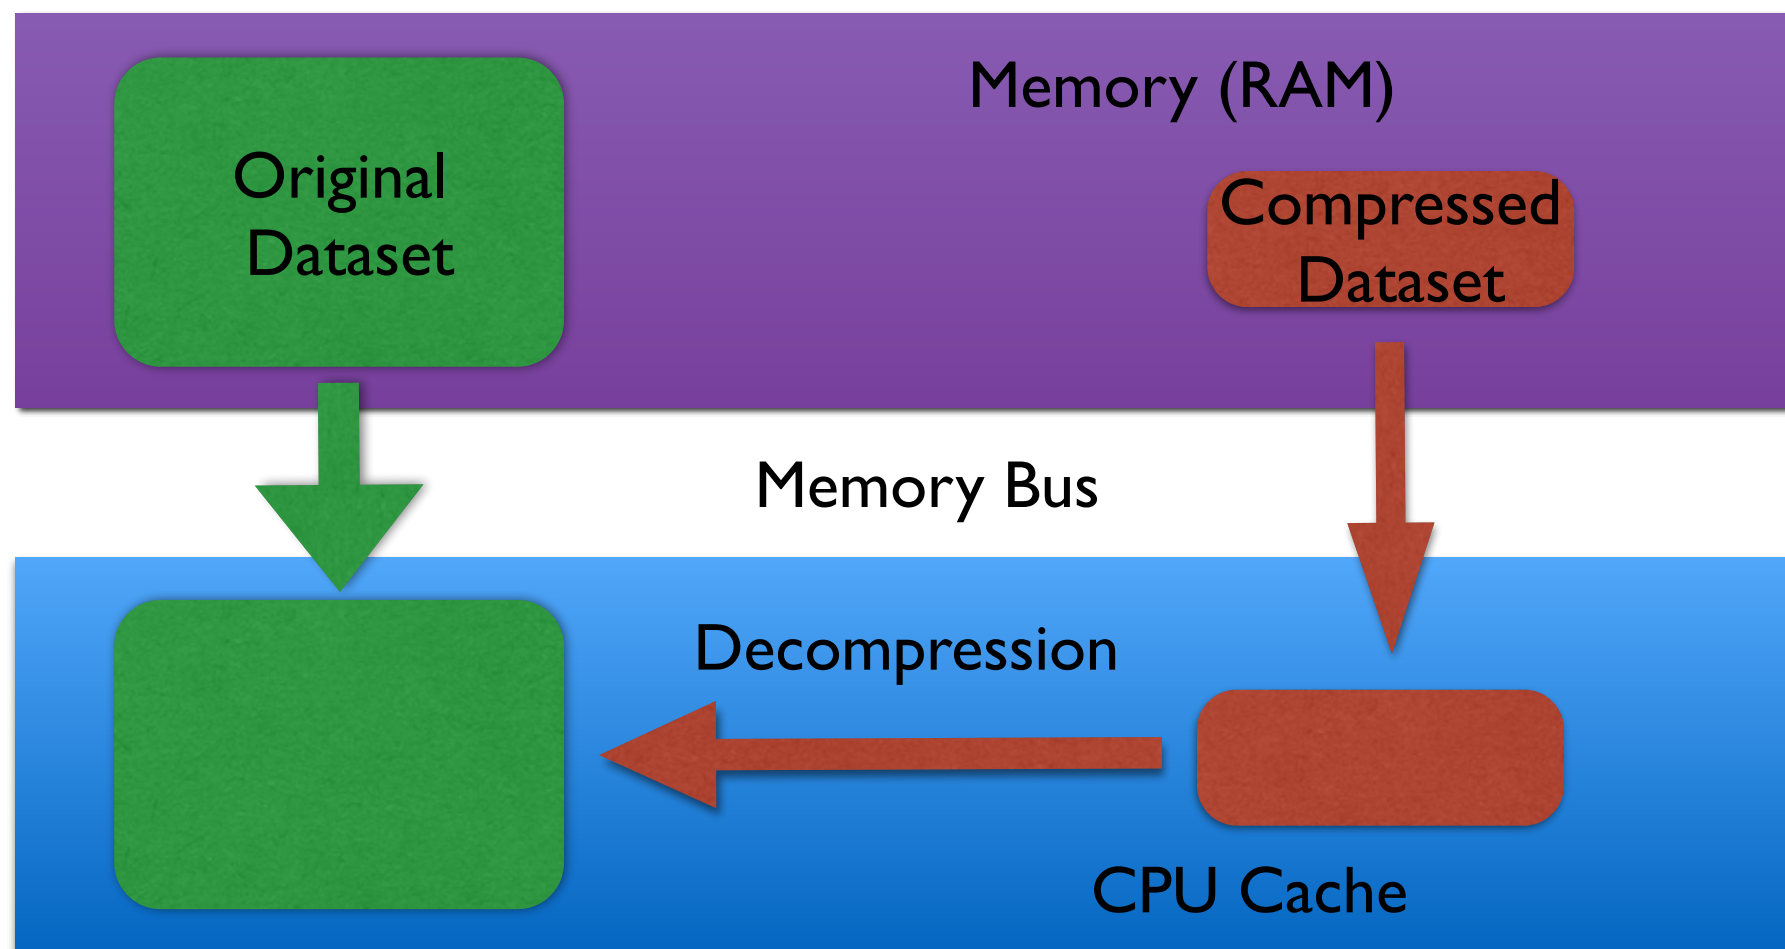 Memory (RAM)
Original
Dataset
Compressed
Dataset
Memory Bus
Decompression
CPU Cache